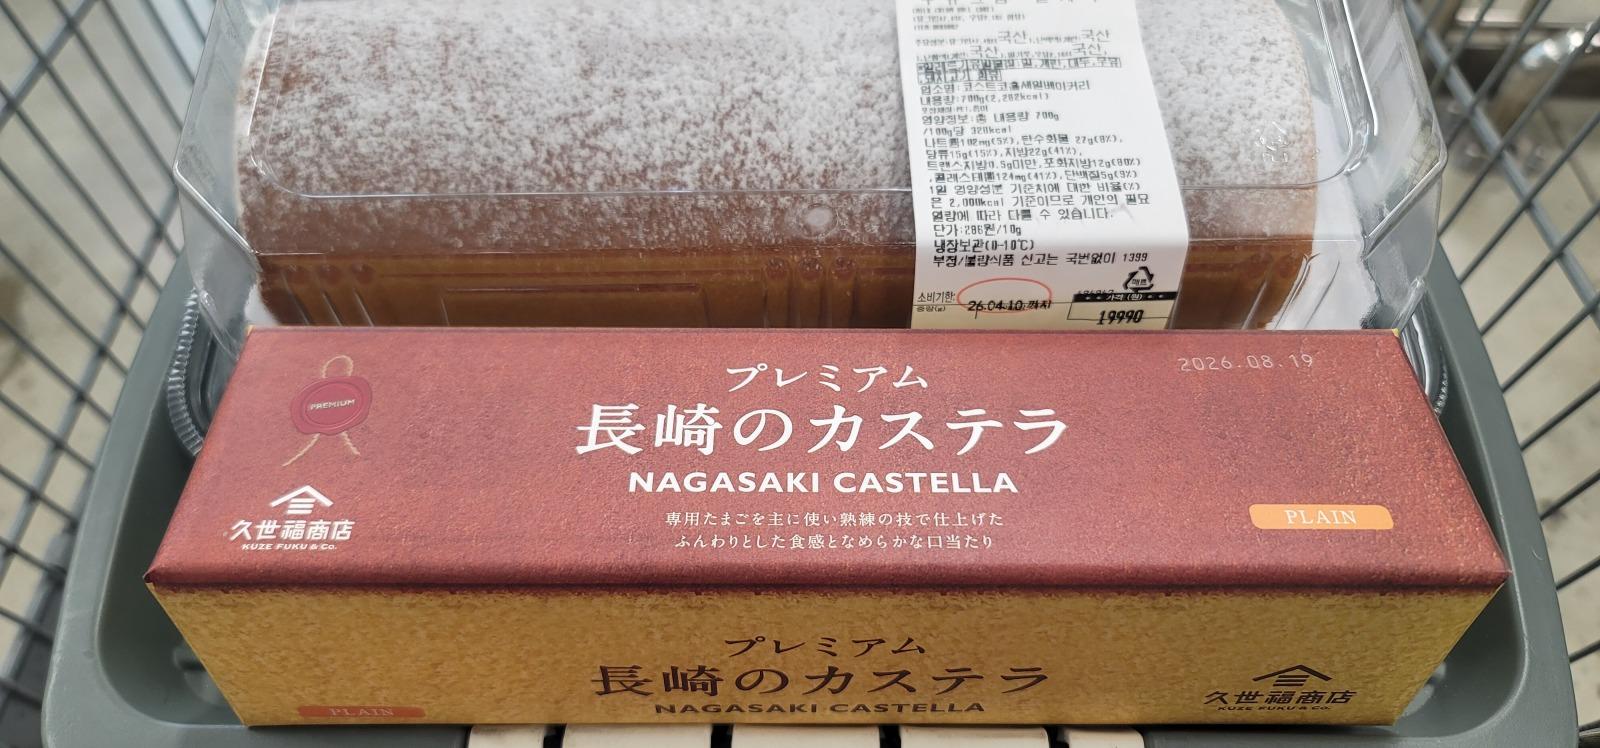 국산
국산
국산
국산,
업소명:코스트코홀세일베이커리
내용량:700g(2,282kcal)
영양정보:총 내용량 700g
/100g당 326kcal
나트륨102mg(5%),탄수화물 27g(8%),
당류15g(15%),지방22g(41%),
트랜스지방0.5g미만,포화지방12g(80%)
,콜레스테롤124mg(41%),단백질5g(9%)
1일 영양성분 기준치에 대한 비율(%)
은 2,000kcal 기준이므로 개인의 필요
열량에 따라 다를 수 있습니다.
단가:286원/10g
냉장보관(0-10℃)
부정/불량식품 신고는 국번없이 1399
소비기한:
26.04.10.까지
중량(g)
가격 (원)
19990
2026.08.19
PREMIUM
プレミアム
長崎のカステラ
NAGASAKI CASTELLA
専用たまごを主に使い熟練の技で仕上げた
ふんわりとした食感となめらかな口当たり
久世福商店
KUZE FUKU & Co.
PLAIN
プレミアム
長崎のカステラ
NAGASAKI CASTELLA
PLAIN
久世福商店
KUZE FUKU & Co.